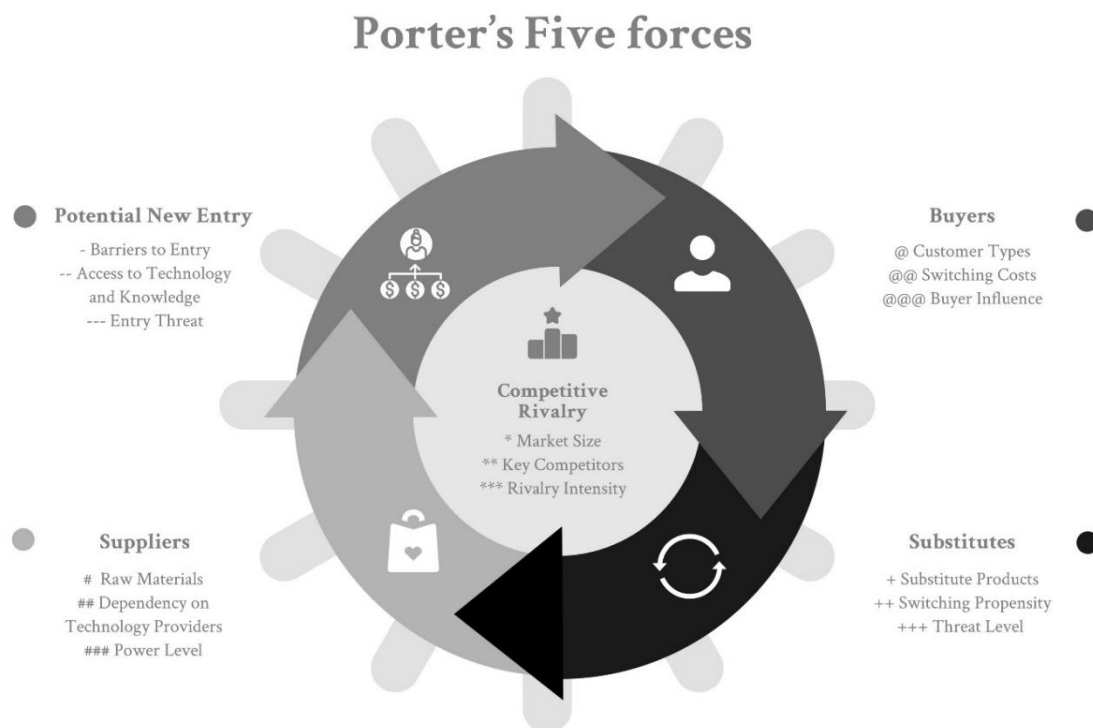 Porter’s Five forces
Potential New Entry
- Barriers to Entry
-- Access to Technology
and Knowledge
--- Entry Threat
Buyers
@ Customer Types
@@ Switching Costs
@@@ Buyer Influence
Competitive
Rivalry
* Market Size
** Key Competitors
*** Rivalry Intensity
Suppliers
# Raw Materials
## Dependency on
Technology Providers
### Power Level
Substitutes
+ Substitute Products
++ Switching Propensity
+++ Threat Level